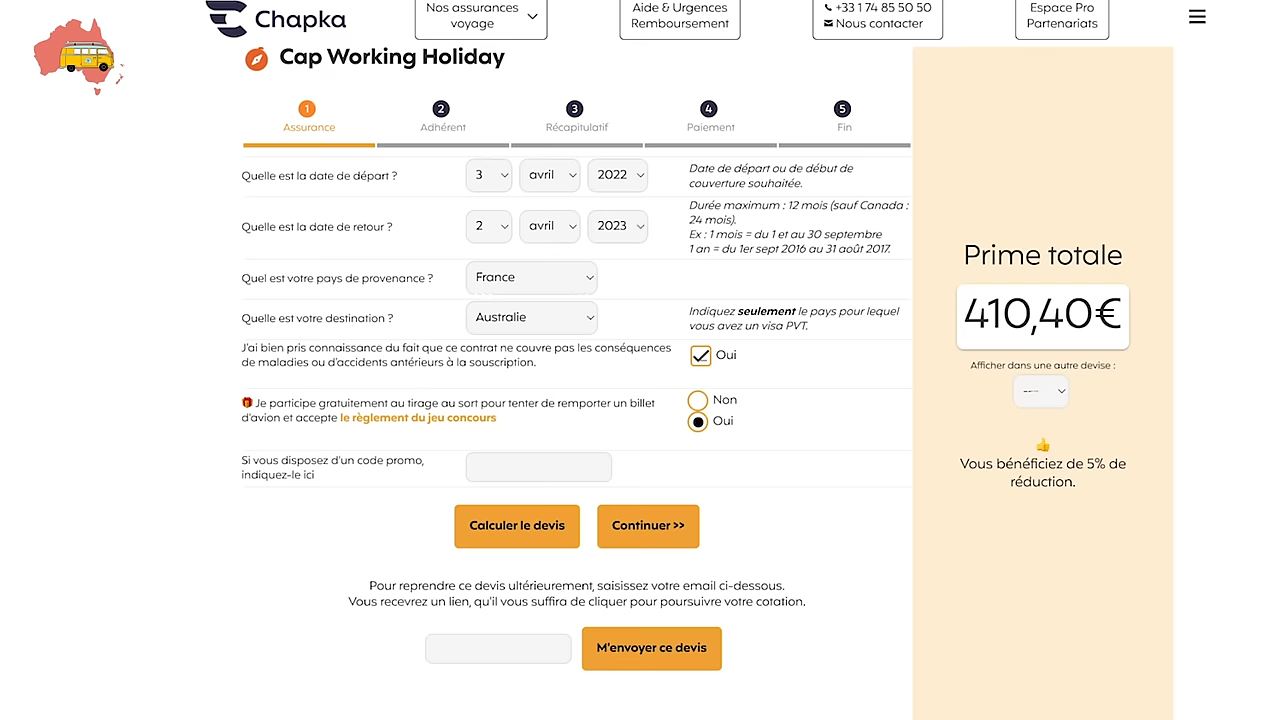 Chapka
Nos assurances
voyage
Aide & Urgences
Remboursement
+33 1 74 85 50 50
Nous contacter
Espace Pro
Partenariats
Cap Working Holiday
1
Assurance
2
Adhérent
3
Récapitulatif
4
Paiement
5
Fin
Quelle est la date de départ ?
3
avril
2022
Date de départ ou de début de
couverture souhaitée.
Quelle est la date de retour ?
2
avril
2023
Durée maximum : 12 mois (sauf Canada :
24 mois).
Ex : 1 mois = du 1 et au 30 septembre
1 an = du 1er sept 2016 au 31 août 2017.
Quel est votre pays de provenance ?
France
Quelle est votre destination ?
Australie
Indiquez seulement le pays pour lequel
vous avez un visa PVT.
J'ai bien pris connaissance du fait que ce contrat ne couvre pas les conséquences
de maladies ou d'accidents antérieurs à la souscription.
Oui
Je participe gratuitement au tirage au sort pour tenter de remporter un billet
d'avion et accepte le règlement du jeu concours
Non
Oui
Si vous disposez d'un code promo,
indiquez-le ici
Calculer le devis
Continuer >>
Pour reprendre ce devis ultérieurement, saisissez votre email ci-dessous.
Vous recevrez un lien, qu'il vous suffira de cliquer pour poursuivre votre cotation.
M'envoyer ce devis
Prime totale
410,40€
Afficher dans une autre devise :
Vous bénéficiez de 5% de
réduction.